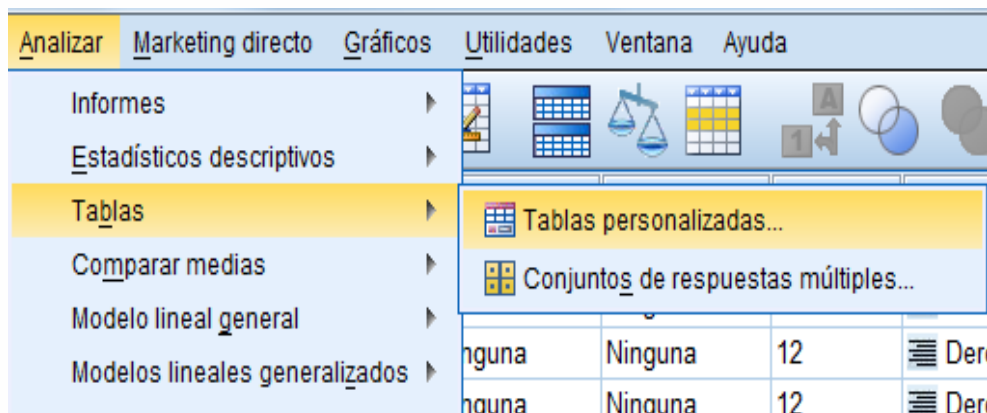 Analizar Marketing directo Gráficos Utilidades Ventana Ayuda
Informes
A
1
Estadísticos descriptivos
Tablas
Tablas personalizadas...
Comparar medias
Conjuntos de respuestas múltiples...
Modelo lineal general
Ninguna 12
Modelos lineales generalizados
Ninguna 12